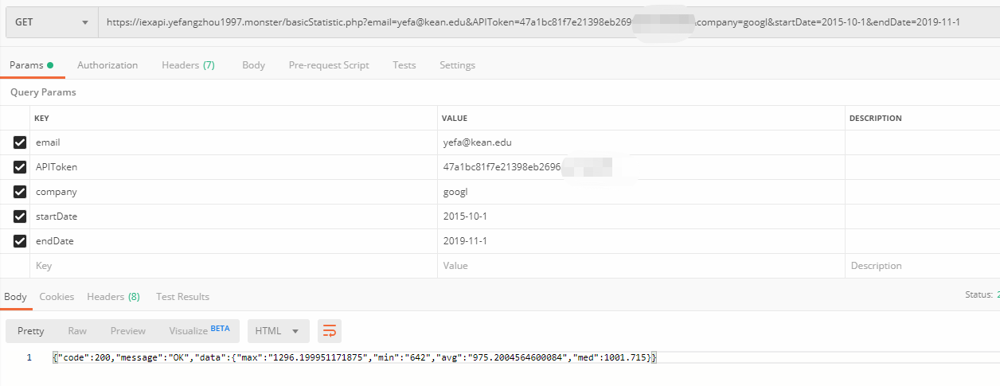 GET https://iexapi.yefangzhou1997.monster/basicStatistic.php?email=yefa@kean.edu&APIToken=47a1bc81f7e21398eb269 company=googl&startDate=2015-10-1&endDate=2019-11-1
Params Authorization Headers (7) Body Pre-request Script Tests Settings
Query Params
KEY VALUE DESCRIPTION
email yefa@kean.edu
APIToken 47a1bc81f7e21398eb2696
company googl
startDate 2015-10-1
endDate 2019-11-1
Key Value Description
Body Cookies Headers (8) Test Results Status: 2
Pretty Raw Preview Visualize BETA HTML
1 {"code":200,"message":"OK","data":{"max":"1296.199951171875","min":"642","avg":"975.2004564600084","med":1001.715}}